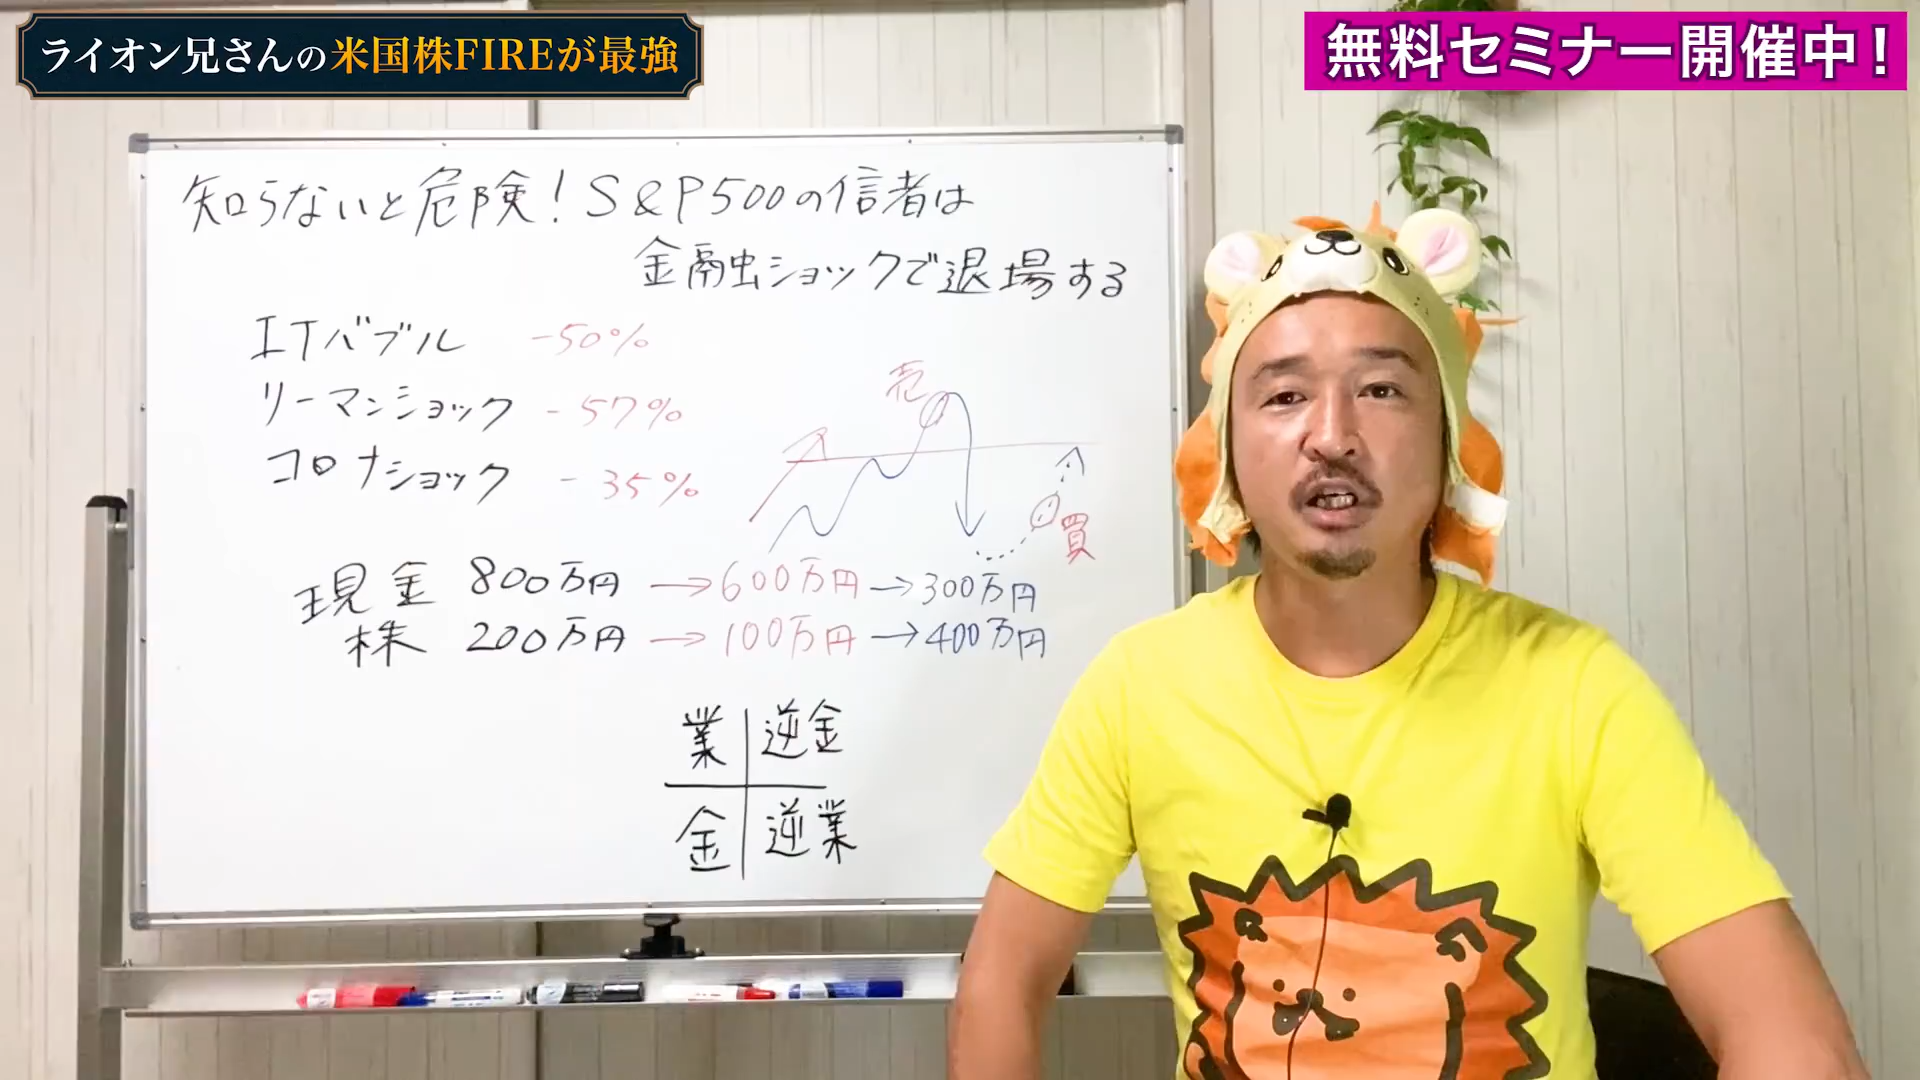 ライオン兄さんの米国株FIREが最強
無料セミナー開催中！
知らないと危険！S&P500の信者は
金融ショックで退場する
ITバブル -50%
リーマンショック -57%
コロナショック -35%
売
買
現金 800万円 →600万円→300万円
株 200万円 →100万円→400万円
業 逆金
金 逆業